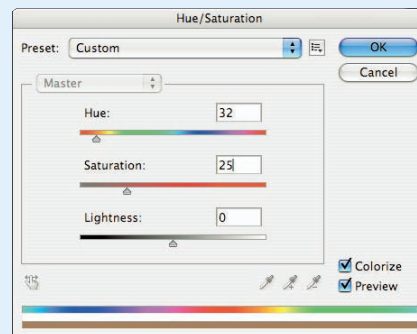 Hue/Saturation
Preset: Custom
OK
Cancel
Master
Hue: 32
Saturation: 25
Lightness: 0
Colorize
Preview